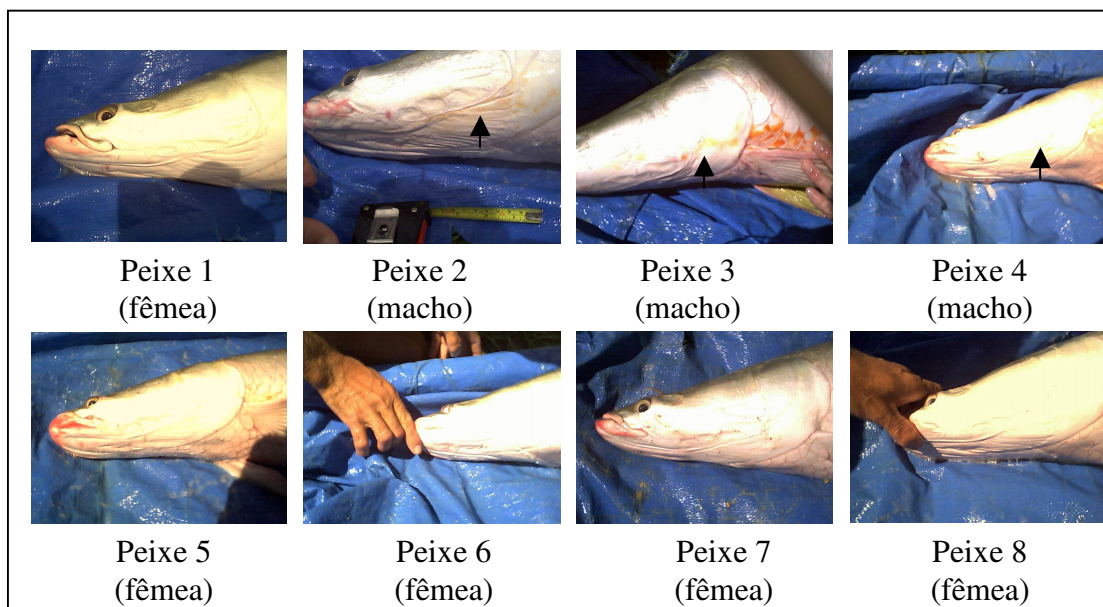 Peixe 1
(fêmea)
Peixe 2
(macho)
Peixe 3
(macho)
Peixe 4
(macho)
Peixe 5
(fêmea)
Peixe 6
(fêmea)
Peixe 7
(fêmea)
Peixe 8
(fêmea)